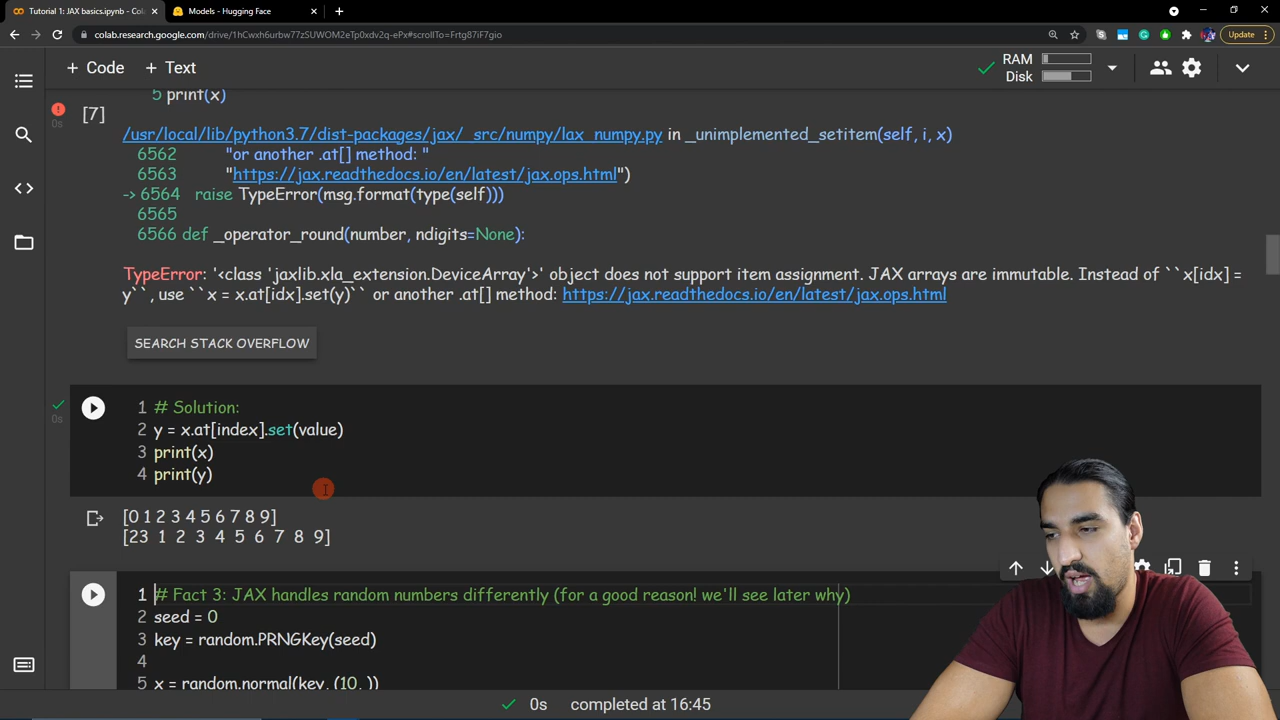 Tutorial 1: JAX basics.ipynb - Col
Models - Hugging Face
colab.research.google.com/drive/1hCwxh6urbw77zSUWOM2eTp0xdv2q-ePx#scrollTo=Frtg87iF7gio
Update
+ Code + Text
RAM
Disk
5 print(x)
[7]
0s
/usr/local/lib/python3.7/dist-packages/jax/_src/numpy/lax_numpy.py in _unimplemented_setitem(self, i, x)
6562 "or another .at[] method: "
6563 "https://jax.readthedocs.io/en/latest/jax.ops.html")
-> 6564 raise TypeError(msg.format(type(self)))
6565
6566 def _operator_round(number, ndigits=None):
TypeError: '<class 'jaxlib.xla_extension.DeviceArray'>' object does not support item assignment. JAX arrays are immutable. Instead of ``x[idx] =
y``, use ``x = x.at[idx].set(y)`` or another .at[] method: https://jax.readthedocs.io/en/latest/jax.ops.html
SEARCH STACK OVERFLOW
0s
1 # Solution:
2 y = x.at[index].set(value)
3 print(x)
4 print(y)
[0 1 2 3 4 5 6 7 8 9]
[23 1 2 3 4 5 6 7 8 9]
1 # Fact 3: JAX handles random numbers differently (for a good reason! we'll see later why)
2 seed = 0
3 key = random.PRNGKey(seed)
4
5 x = random.normal(key, (10, ))
0s completed at 16:45